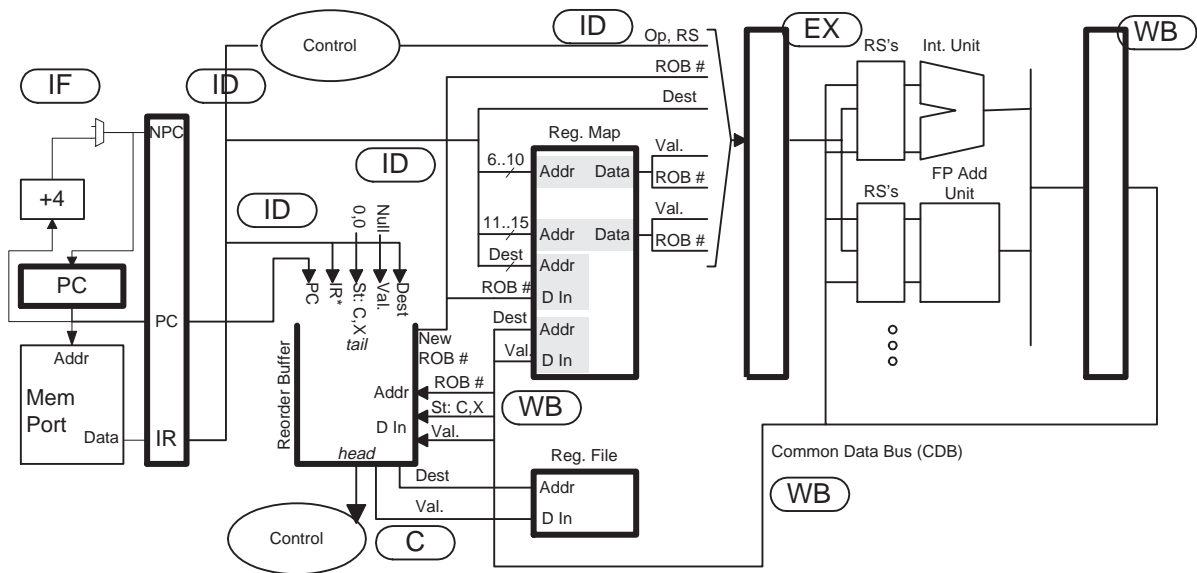 Control
ID
Op, RS
EX
WB
RS's
Int. Unit
IF
ID
ROB #
Dest
NPC
Reg. Map
+4
ID
6..10
Addr
Data
Val.
ROB #
RS's
FP Add
Unit
ID
0,0
Null
11..15
Addr
Data
Val.
ROB #
Dest
Addr
PC
ROB #
D In
PC
IR*
St: C,X
Val.
Dest
PC
tail
New
ROB #
Dest
Addr
Val.
D In
Addr
Mem
Port
Data
IR
Reorder Buffer
Addr
D In
head
ROB #
St: C,X
Val.
WB
Common Data Bus (CDB)
WB
Reg. File
Dest
Addr
Val.
D In
Control
C